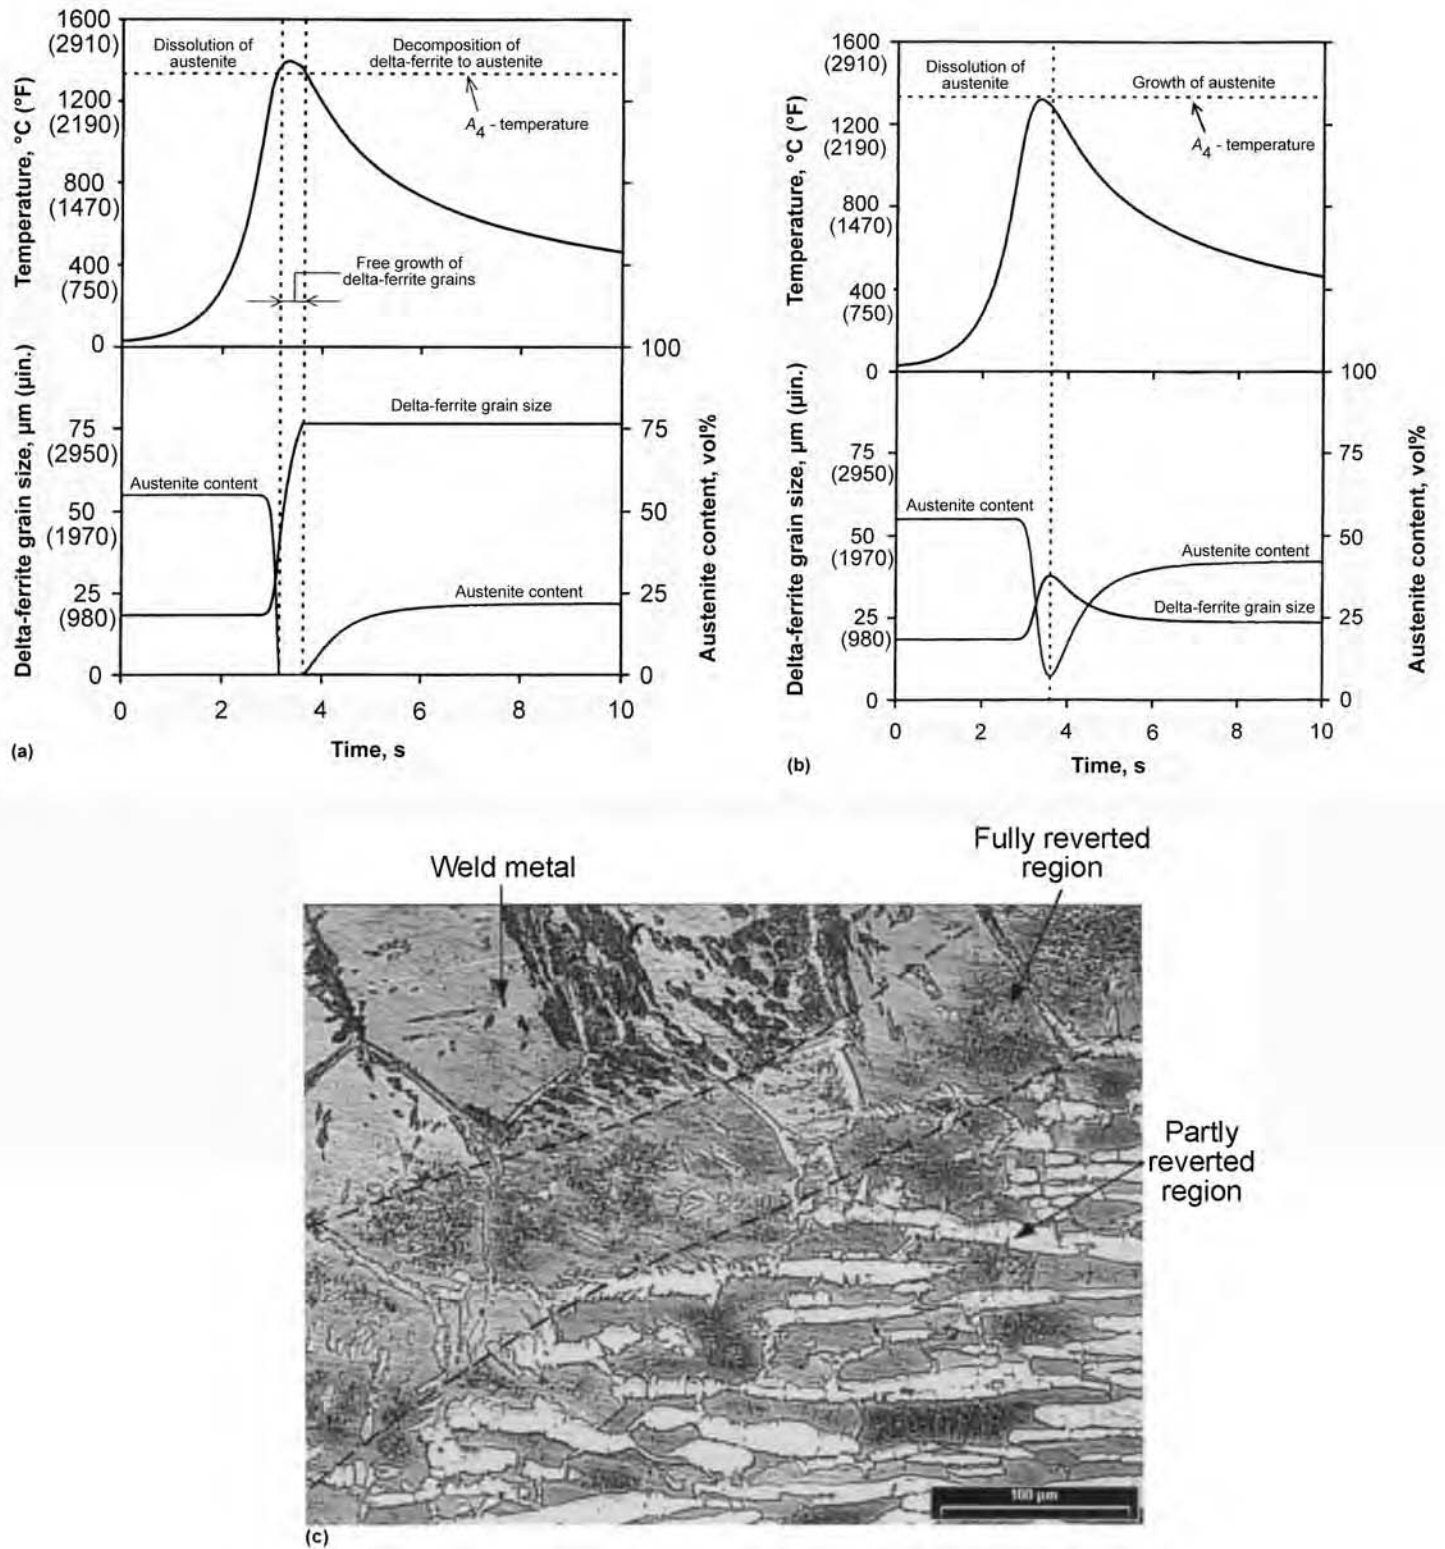 1600
(2910)
1200
(2190)
800
(1470)
400
(750)
0
Temperature, °C (°F)
Dissolution of
austenite
Decomposition of
delta-ferrite to austenite
A4 - temperature
Free growth of
delta-ferrite grains
100
75
50
25
0
Austenite content, vol%
75
(2950)
50
(1970)
25
(980)
0
Delta-ferrite grain size, µm (µin.)
Delta-ferrite grain size
Austenite content
Austenite content
0 2 4 6 8 10
Time, s
(a)
1600
(2910)
1200
(2190)
800
(1470)
400
(750)
0
Temperature, °C (°F)
Dissolution of
austenite
Growth of austenite
A4 - temperature
100
75
50
25
0
Austenite content, vol%
75
(2950)
50
(1970)
25
(980)
0
Delta-ferrite grain size, µm (µin.)
Austenite content
Austenite content
Delta-ferrite grain size
0 2 4 6 8 10
Time, s
(b)
Weld metal
Fully reverted
region
Partly
reverted
region
100 µm
(c)